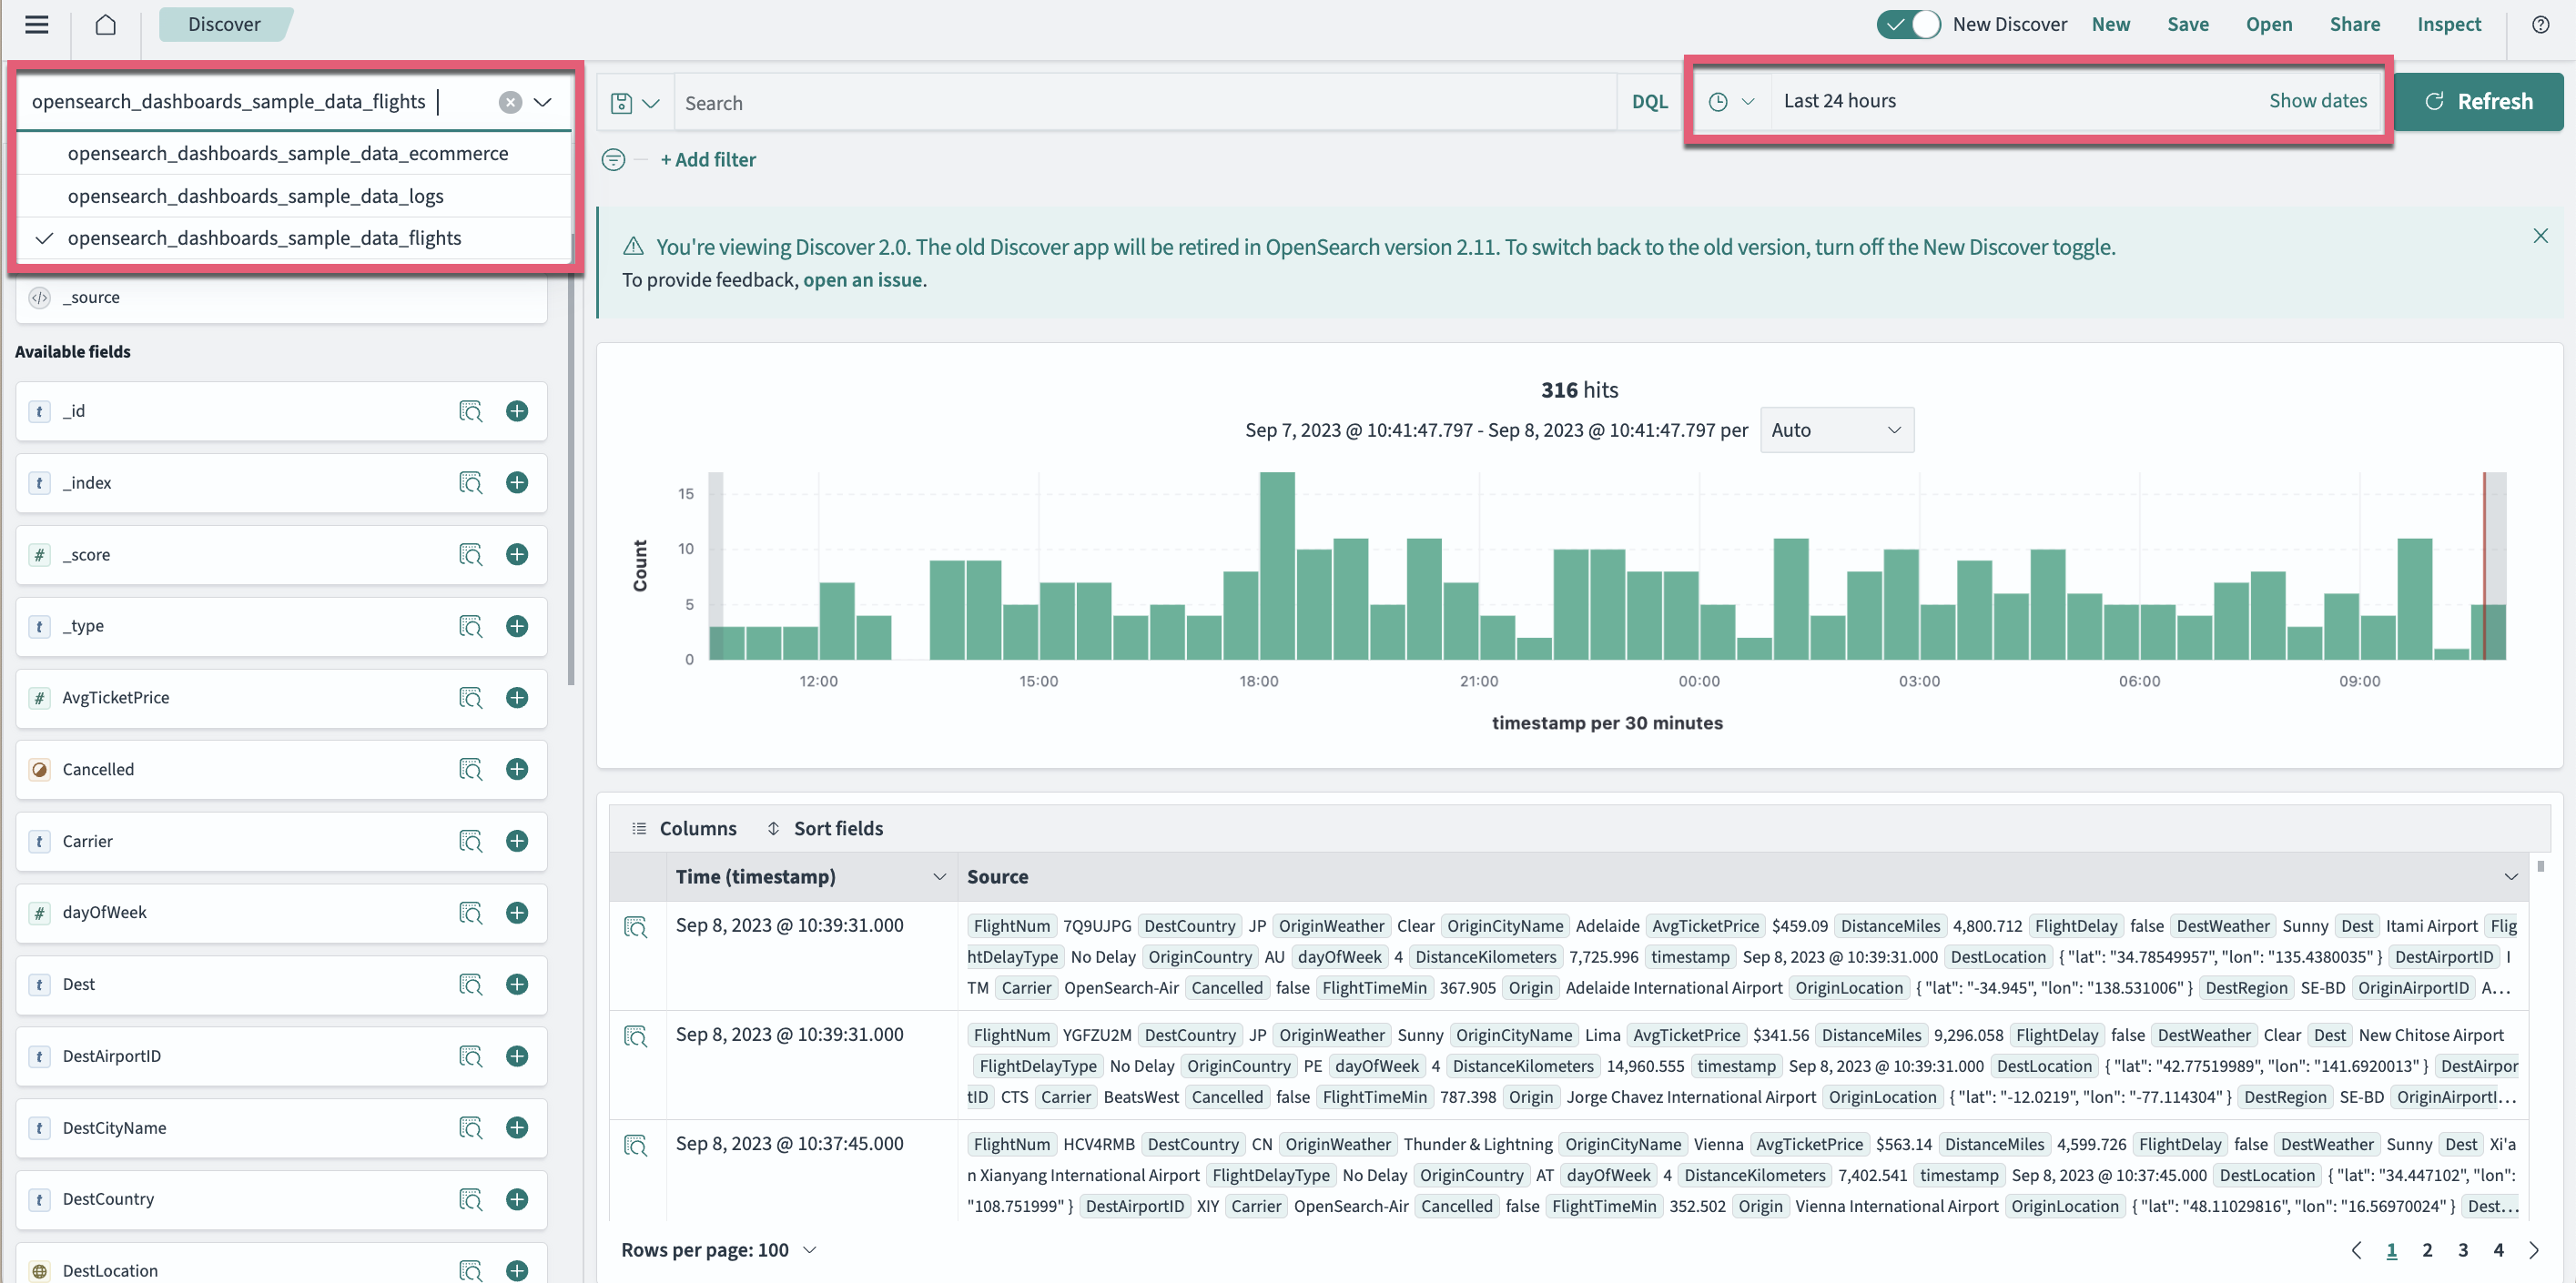 Discover
New Discover New Save Open Share Inspect
opensearch_dashboards_sample_data_flights
opensearch_dashboards_sample_data_ecommerce
opensearch_dashboards_sample_data_logs
opensearch_dashboards_sample_data_flights
Search DQL Last 24 hours Show dates Refresh
+ Add filter
You're viewing Discover 2.0. The old Discover app will be retired in OpenSearch version 2.11. To switch back to the old version, turn off the New Discover toggle.
To provide feedback, open an issue.
_source
Available fields
t _id
t _index
# _score
t _type
# AvgTicketPrice
Cancelled
t Carrier
# dayOfWeek
t Dest
t DestAirportID
t DestCityName
t DestCountry
DestLocation
316 hits
Sep 7, 2023 @ 10:41:47.797 - Sep 8, 2023 @ 10:41:47.797 per Auto
Count
15
10
5
0
12:00 15:00 18:00 21:00 00:00 03:00 06:00 09:00
timestamp per 30 minutes
Columns Sort fields
Time (timestamp) Source
Sep 8, 2023 @ 10:39:31.000 FlightNum 7Q9UJPG DestCountry JP OriginWeather Clear OriginCityName Adelaide AvgTicketPrice $459.09 DistanceMiles 4,800.712 FlightDelay false DestWeather Sunny Dest Itami Airport Flig
htDelayType No Delay OriginCountry AU dayOfWeek 4 DistanceKilometers 7,725.996 timestamp Sep 8, 2023 @ 10:39:31.000 DestLocation { "lat": "34.78549957", "lon": "135.4380035" } DestAirportID I
TM Carrier OpenSearch-Air Cancelled false FlightTimeMin 367.905 Origin Adelaide International Airport OriginLocation { "lat": "-34.945", "lon": "138.531006" } DestRegion SE-BD OriginAirportID A...
Sep 8, 2023 @ 10:39:31.000 FlightNum YGFZU2M DestCountry JP OriginWeather Sunny OriginCityName Lima AvgTicketPrice $341.56 DistanceMiles 9,296.058 FlightDelay false DestWeather Clear Dest New Chitose Airport
FlightDelayType No Delay OriginCountry PE dayOfWeek 4 DistanceKilometers 14,960.555 timestamp Sep 8, 2023 @ 10:39:31.000 DestLocation { "lat": "42.77519989", "lon": "141.6920013" } DestAirpor
tID CTS Carrier BeatsWest Cancelled false FlightTimeMin 787.398 Origin Jorge Chavez International Airport OriginLocation { "lat": "-12.0219", "lon": "-77.114304" } DestRegion SE-BD OriginAirportI...
Sep 8, 2023 @ 10:37:45.000 FlightNum HCV4RMB DestCountry CN OriginWeather Thunder & Lightning OriginCityName Vienna AvgTicketPrice $563.14 DistanceMiles 4,599.726 FlightDelay false DestWeather Sunny Dest Xi'a
n Xianyang International Airport FlightDelayType No Delay OriginCountry AT dayOfWeek 4 DistanceKilometers 7,402.541 timestamp Sep 8, 2023 @ 10:37:45.000 DestLocation { "lat": "34.447102", "lon":
"108.751999" } DestAirportID XIY Carrier OpenSearch-Air Cancelled false FlightTimeMin 352.502 Origin Vienna International Airport OriginLocation { "lat": "48.11029816", "lon": "16.56970024" } Dest...
Rows per page: 100 1 2 3 4